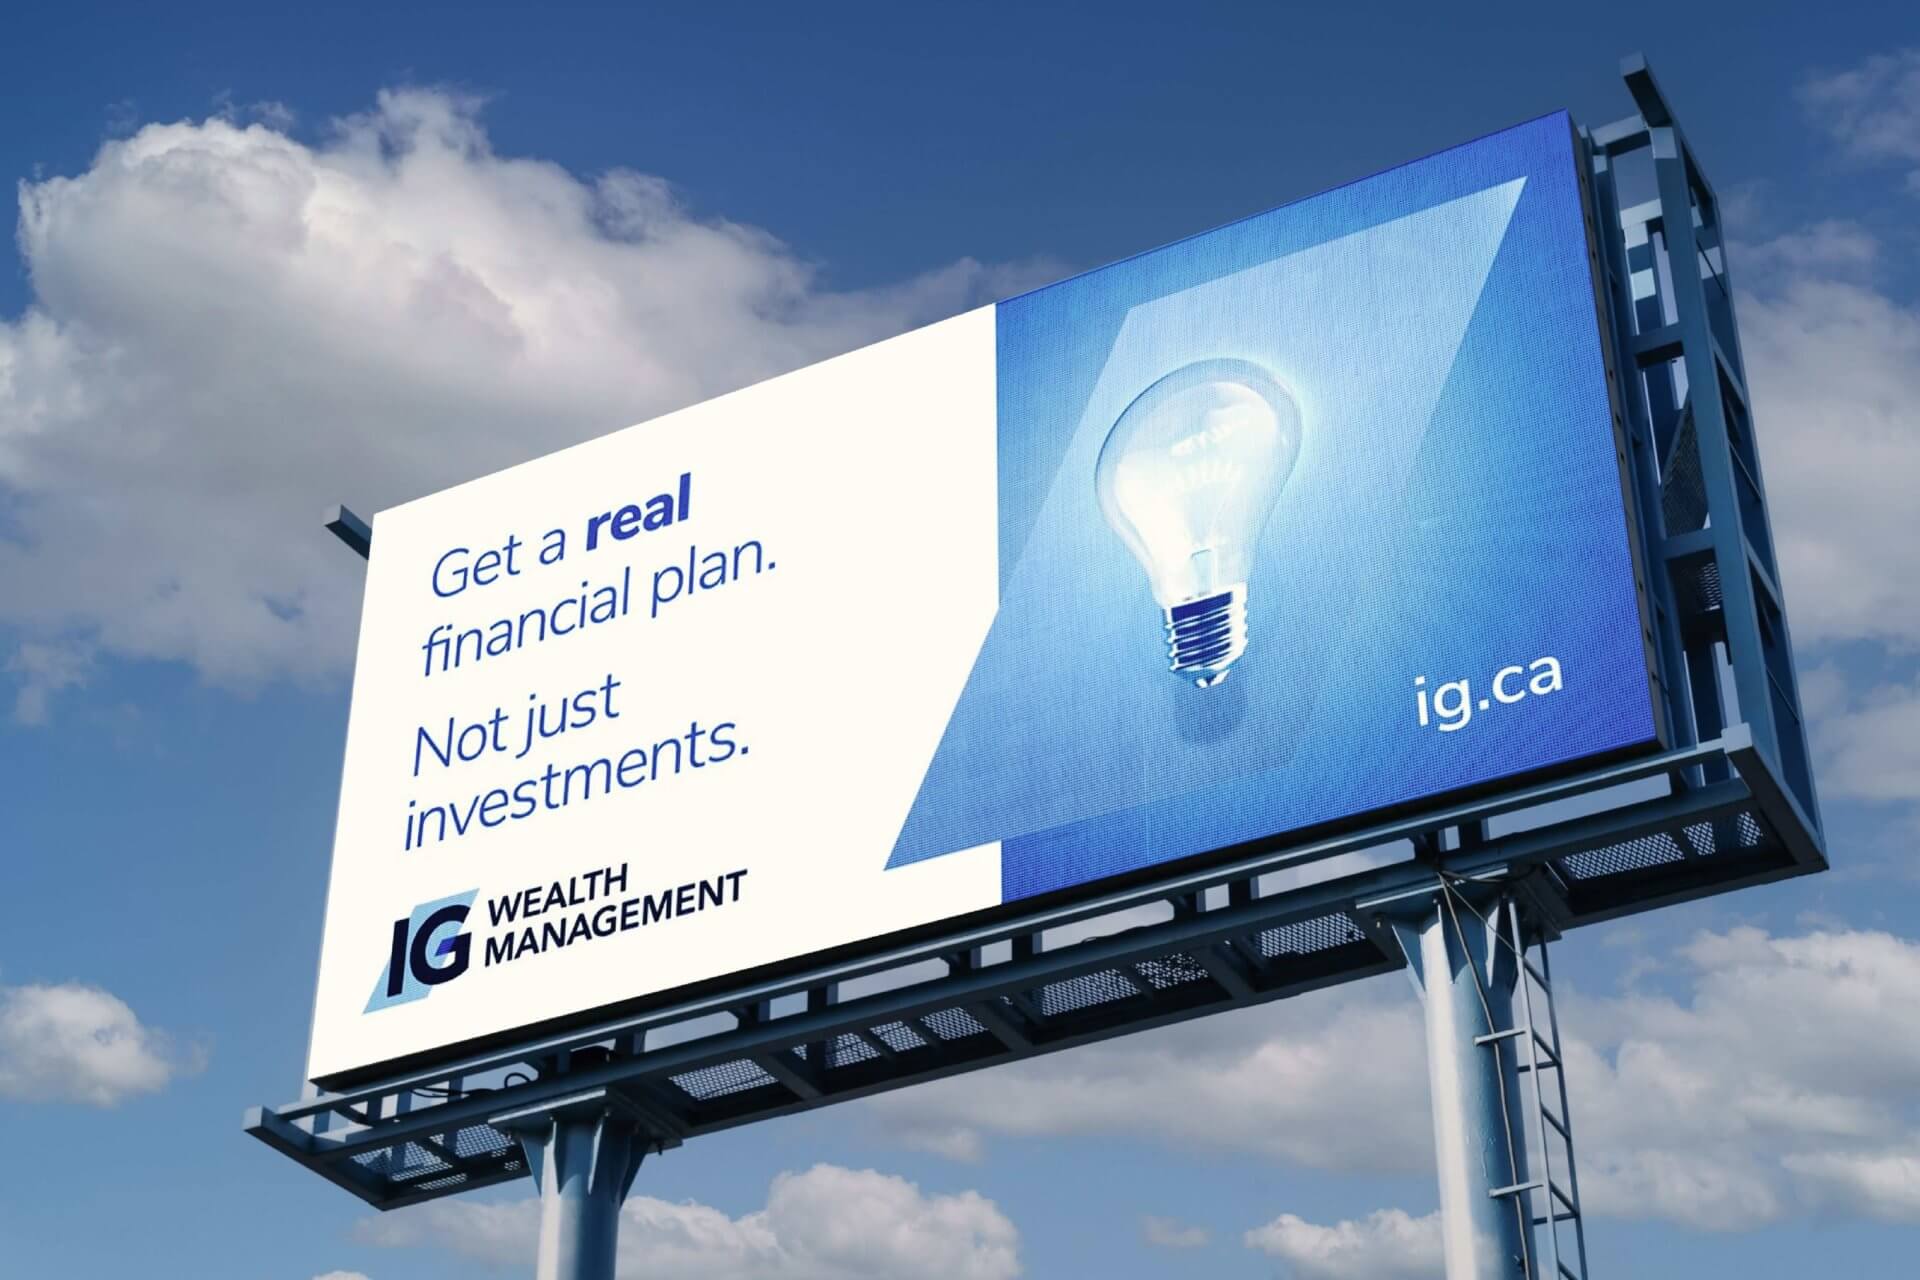 Get a real
financial plan.
Not just
investments.
IG WEALTH
MANAGEMENT
ig.ca